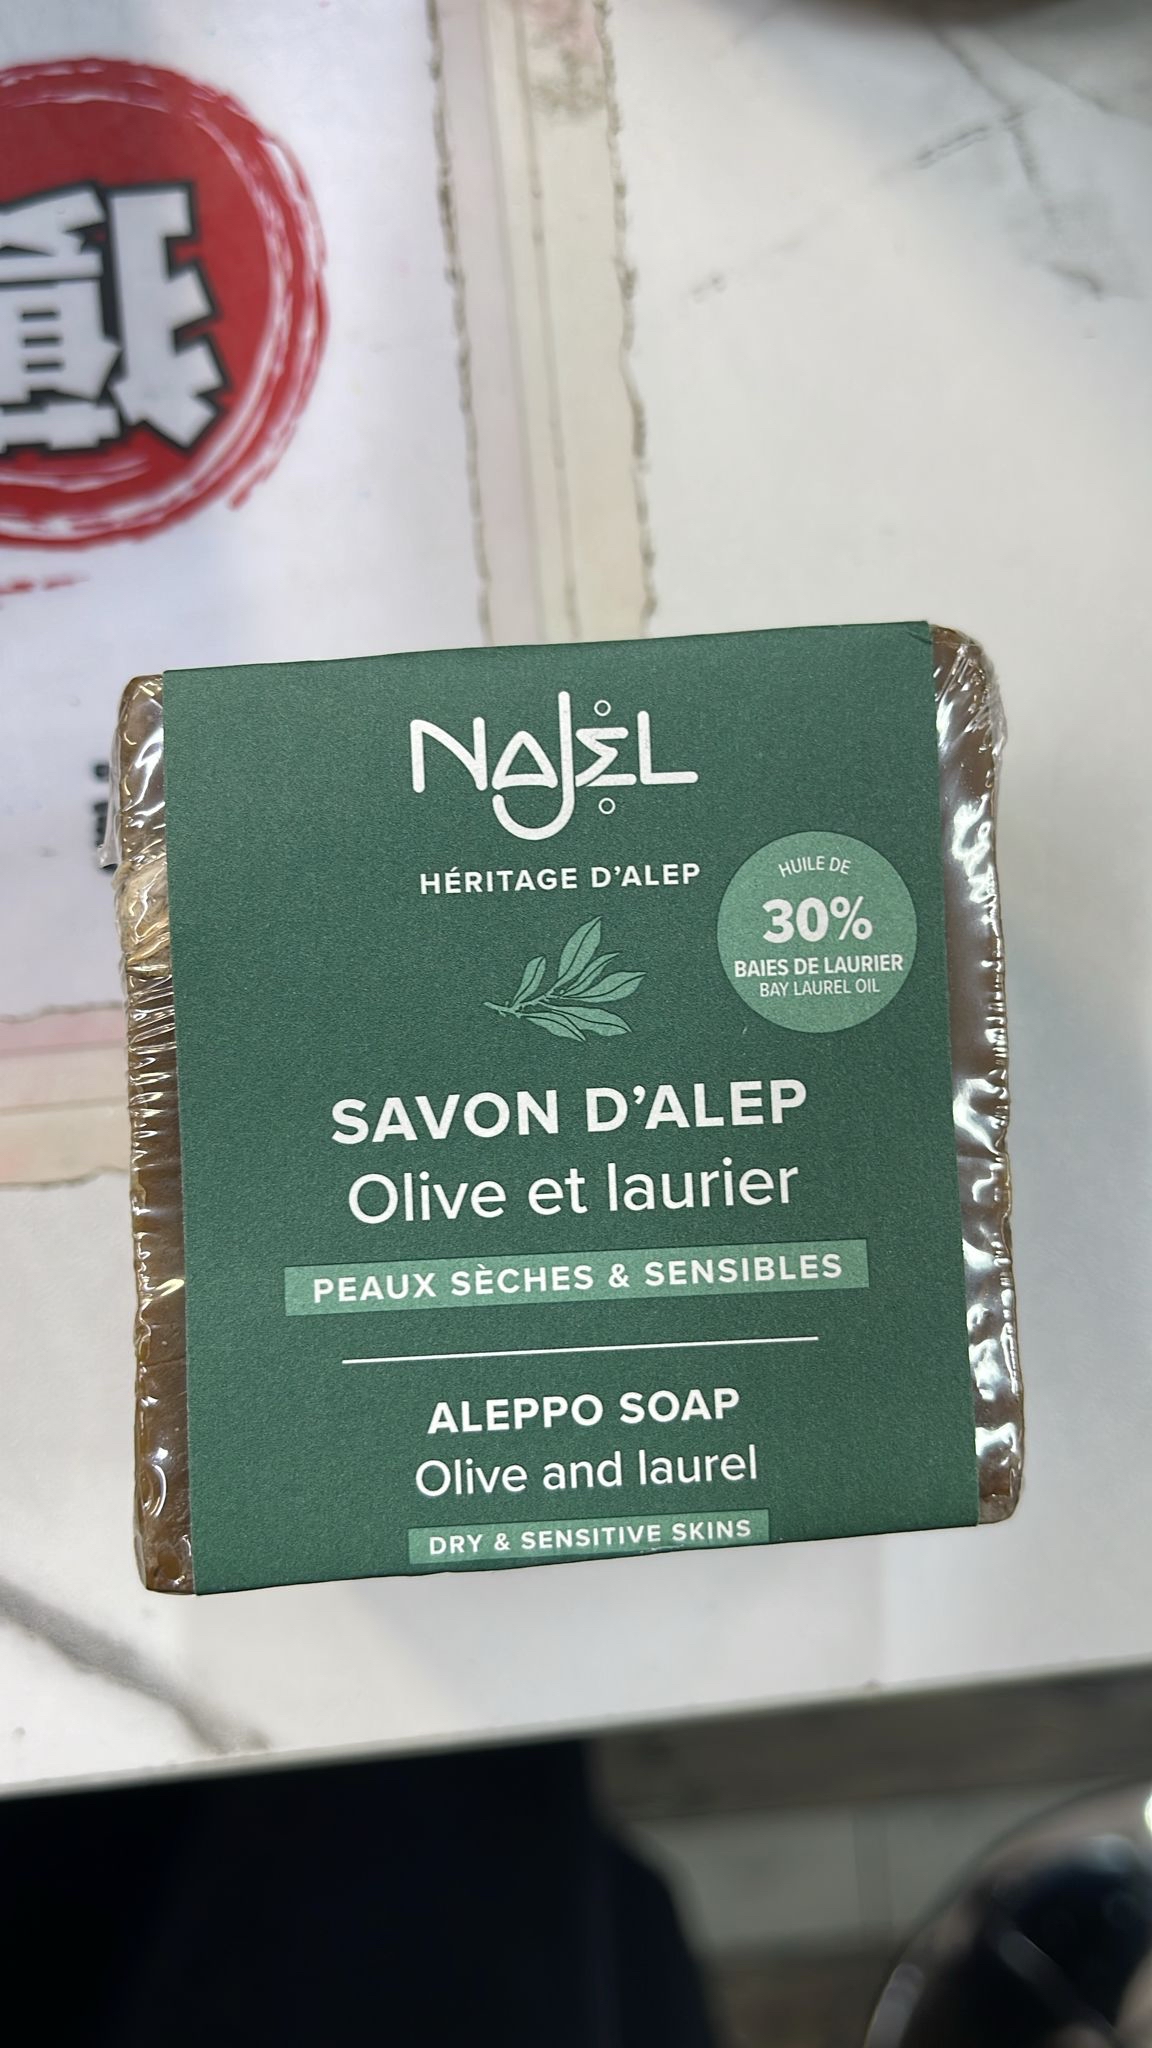 NAJEL
HÉRITAGE D'ALEP
HUILE DE
30%
BAIES DE LAURIER
BAY LAUREL OIL
SAVON D'ALEP
Olive et laurier
PEAUX SÈCHES & SENSIBLES
ALEPPO SOAP
Olive and laurel
DRY & SENSITIVE SKINS